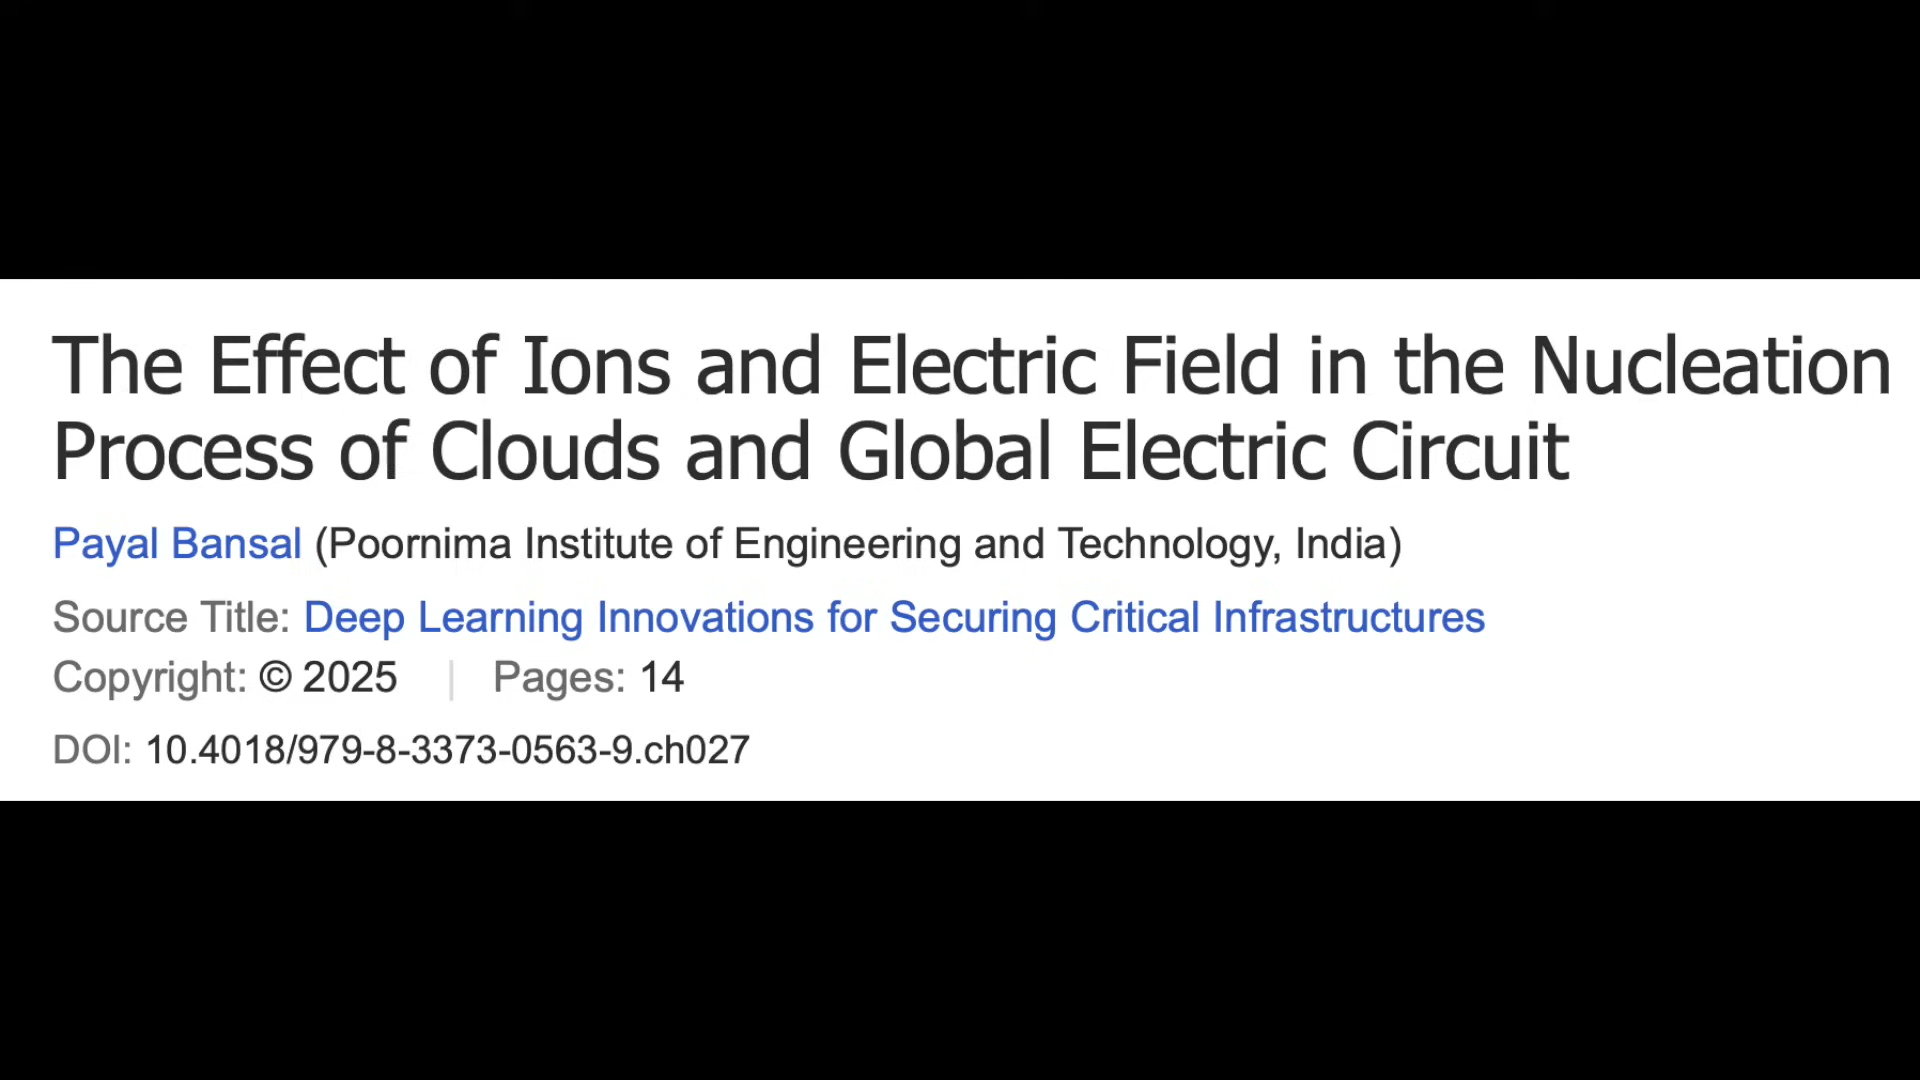 The Effect of Ions and Electric Field in the Nucleation
Process of Clouds and Global Electric Circuit
Payal Bansal (Poornima Institute of Engineering and Technology, India)
Source Title: Deep Learning Innovations for Securing Critical Infrastructures
Copyright: © 2025 | Pages: 14
DOI: 10.4018/979-8-3373-0563-9.ch027